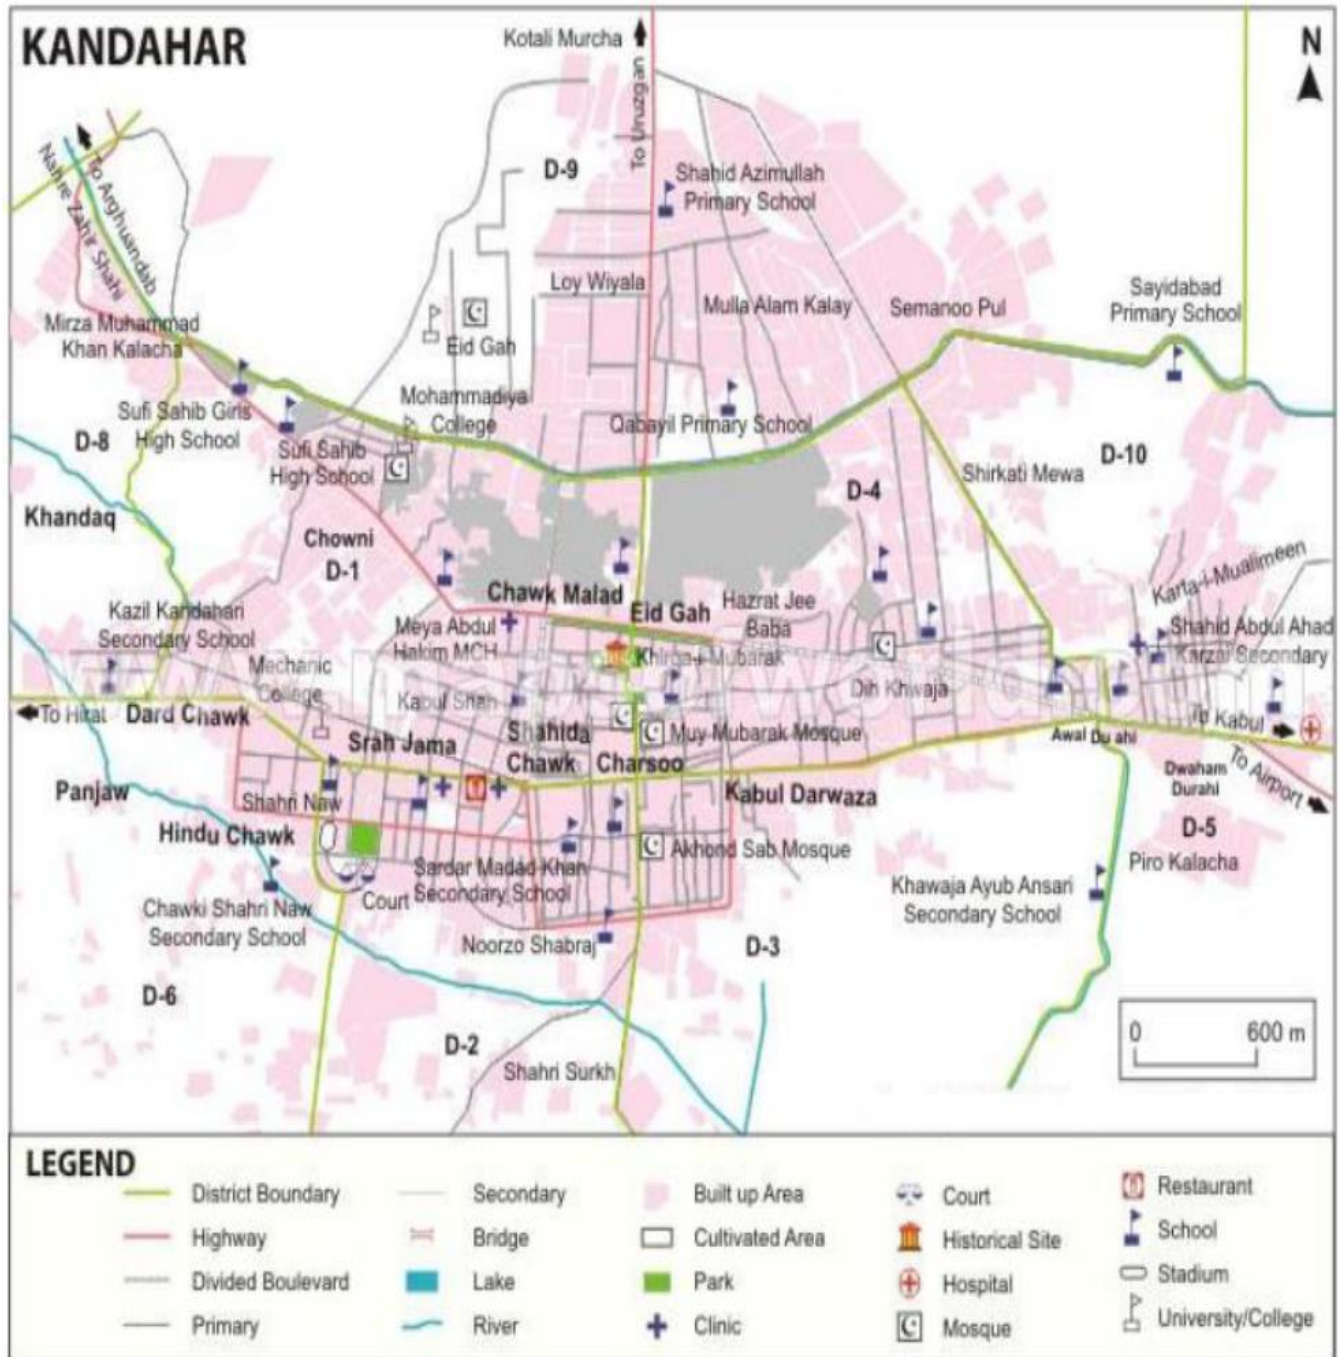 KANDAHAR
Kotali Murcha
To Uruzgan
N
D-9
Shahid Azimullah
Primary School
To Arghuandab
Nahre Zahir Shahi
Loy Wiyala
Mulla Alam Kalay
Semanoo Pul
Sayidabad
Primary School
Mirza Muhammad
Khan Kalacha
Eid Gah
Sufi Sahib Girls
High School
Mohammadiya
College
Qabayil Primary School
D-8
Sufi Sahib
High School
D-10
Shirkati Mewa
D-4
Khandaq
Chowni
D-1
Chawk Malad
Eid Gah
Hazrat Jee
Baba
Karta-i-Mualimeen
Kazil Kandahari
Secondary School
Meya Abdul
Hakim MCH
Shahid Abdul Ahad
Karzai Secondary
Khirqa-i-Mubarak
Mechanic
College
Kabul Shah
Dih Khwaja
To Hirat
Dard Chawk
Srah Jama
Shahida
Chawk
Charsoo
Muy Mubarak Mosque
To Kabul
Awal Du ahi
To Airport
Dwaham
Durahi
Panjaw
Shahri Naw
Kabul Darwaza
D-5
Hindu Chawk
Akhond Sab Mosque
Piro Kalacha
Sardar Madad Khan
Secondary School
Court
Khawaja Ayub Ansari
Secondary School
Chawki Shahri Naw
Secondary School
Noorzo Shabraj
D-3
D-6
D-2
Shahri Surkh
0 600 m
LEGEND
District Boundary
Highway
Divided Boulevard
Primary
Secondary
Bridge
Lake
River
Built up Area
Cultivated Area
Park
Clinic
Court
Historical Site
Hospital
Mosque
Restaurant
School
Stadium
University/College